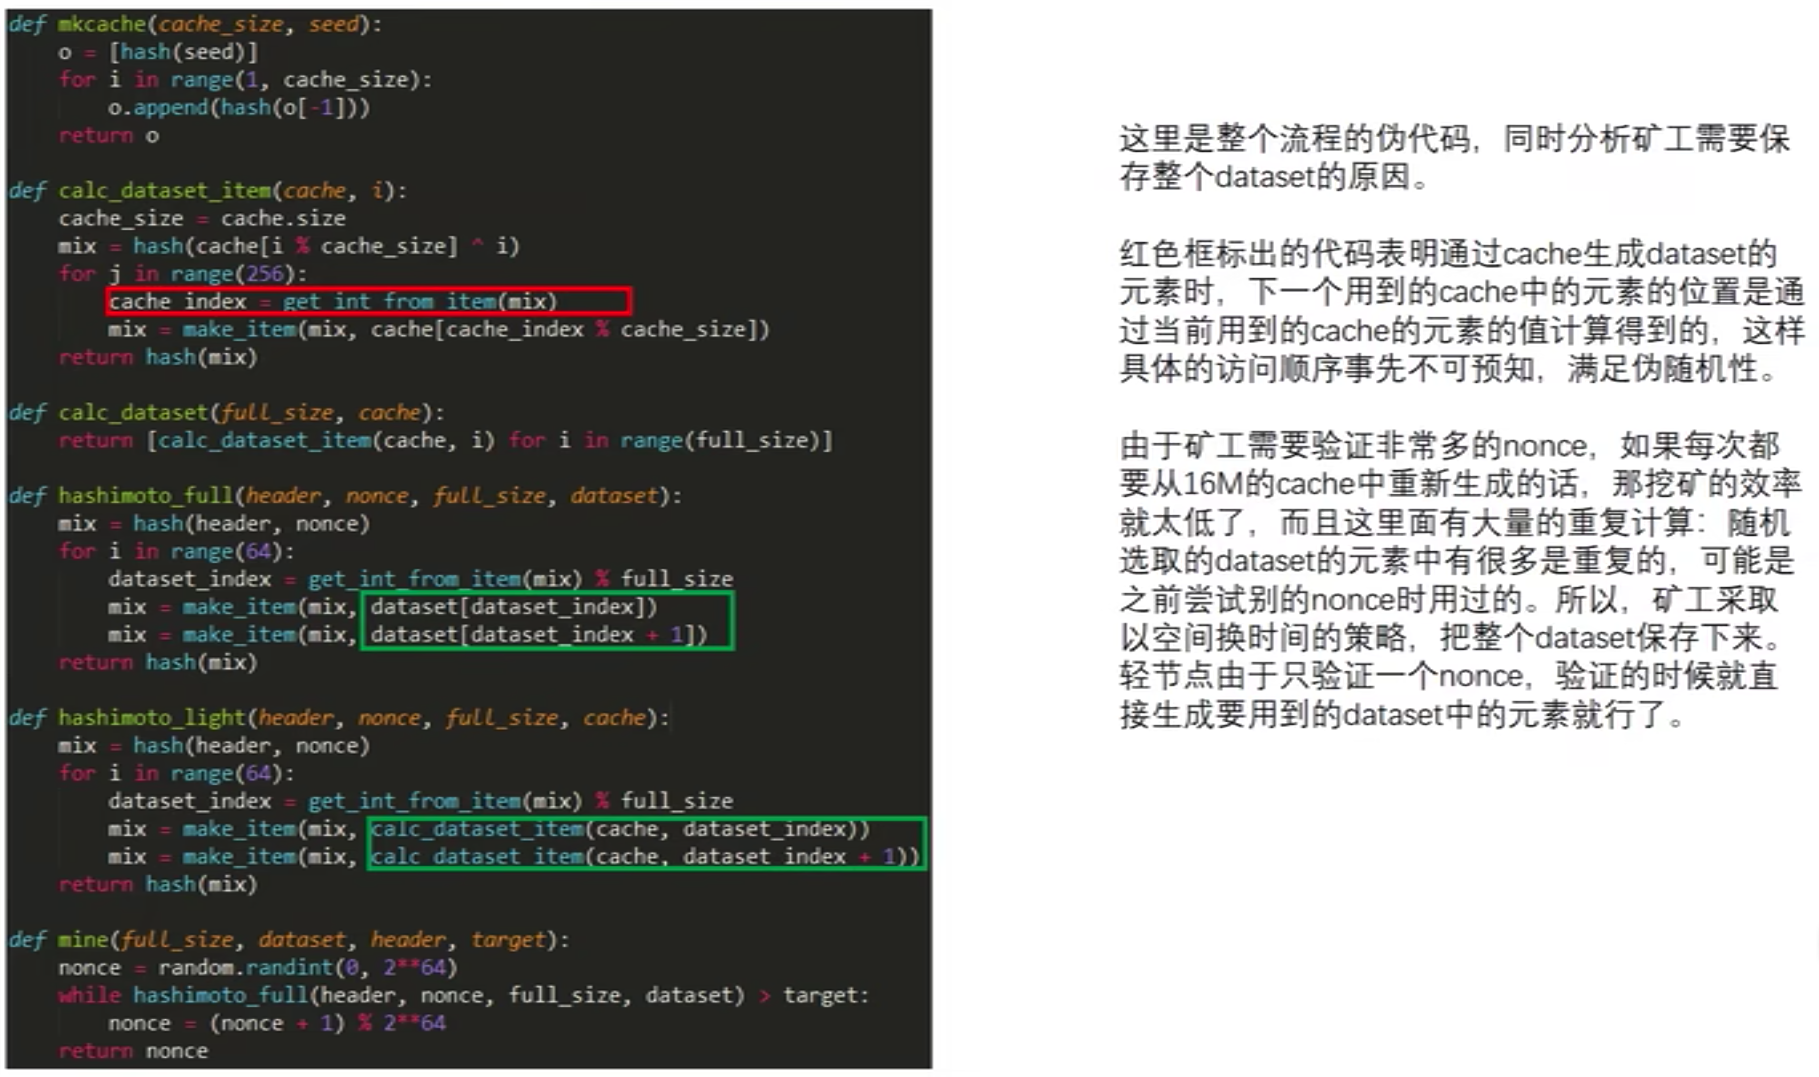 def mkcache(cache_size, seed):
    o = [hash(seed)]
    for i in range(1, cache_size):
        o.append(hash(o[-1]))
    return o
def calc_dataset_item(cache, i):
    cache_size = cache.size
    mix = hash(cache[i % cache_size] ^ i)
    for j in range(256):
        cache_index = get_int_from_item(mix)
        mix = make_item(mix, cache[cache_index % cache_size])
    return hash(mix)
def calc_dataset(full_size, cache):
    return [calc_dataset_item(cache, i) for i in range(full_size)]
def hashimoto_full(header, nonce, full_size, dataset):
    mix = hash(header, nonce)
    for i in range(64):
        dataset_index = get_int_from_item(mix) % full_size
        mix = make_item(mix, dataset[dataset_index])
        mix = make_item(mix, dataset[dataset_index + 1])
    return hash(mix)
def hashimoto_light(header, nonce, full_size, cache):
    mix = hash(header, nonce)
    for i in range(64):
        dataset_index = get_int_from_item(mix) % full_size
        mix = make_item(mix, calc_dataset_item(cache, dataset_index))
        mix = make_item(mix, calc_dataset_item(cache, dataset_index + 1))
    return hash(mix)
def mine(full_size, dataset, header, target):
    nonce = random.randint(0, 2**64)
    while hashimoto_full(header, nonce, full_size, dataset) > target:
        nonce = (nonce + 1) % 2**64
    return nonce
这里是整个流程的伪代码，同时分析矿工需要保
存整个dataset的原因。
红色框标出的代码表明通过cache生成dataset的
元素时，下一个用到的cache中的元素的位置是通
过当前用到的cache的元素的值计算得到的，这样
具体的访问顺序事先不可预知，满足伪随机性。
由于矿工需要验证非常多的nonce，如果每次都
要从16M的cache中重新生成的话，那挖矿的效率
就太低了，而且这里面有大量的重复计算：随机
选取的dataset的元素中有很多是重复的，可能是
之前尝试别的nonce时用过的。所以，矿工采取
以空间换时间的策略，把整个dataset保存下来。
轻节点由于只验证一个nonce，验证的时候就直
接生成要用到的dataset中的元素就行了。